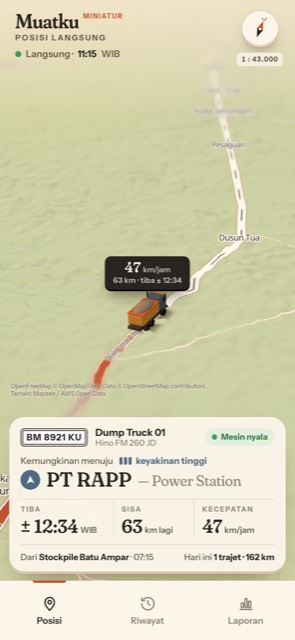 Muatku MINIATUR
POSISI LANGSUNG
Langsung · 11:15 WIB
1 : 43.000
Pesaguan
Dusun Tua
47 km/jam
63 km · tiba ± 12:34
OpenFreeMap © OpenMapTiles Data © OpenStreetMap contributors
Terrain: Mapzen / AWS Open Data
BM 8921 KU
Dump Truck 01
Hino FM 260 JD
Mesin nyala
Kemungkinan menuju keyakinan tinggi
PT RAPP — Power Station
TIBA
± 12:34 WIB
SISA
63 km lagi
KECEPATAN
47 km/jam
Dari Stockpile Batu Ampar · 07:15
Hari ini 1 trajet · 162 km
Posisi
Riwayat
Laporan